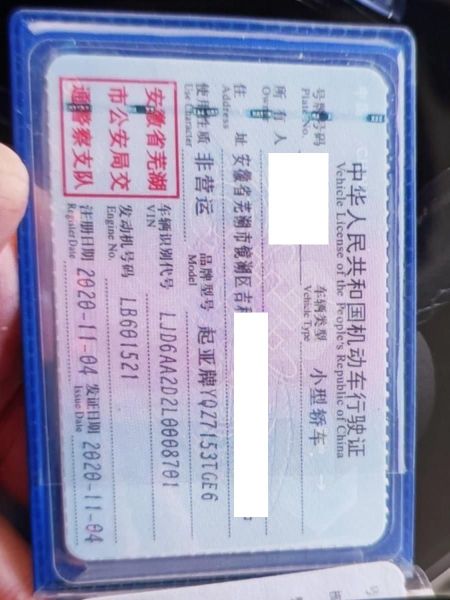 中华人民共和国机动车行驶证
Vehicle License of the People's Republic of China
号牌号码 车辆类型 小型轿车
Plate No. Vehicle Type
所有人
Owner
住 址 安徽省芜湖市镜湖区吉和
Address
使用性质 非营运 品牌型号 起亚牌YQZ7153TGE6
Use Character Model
安徽省芜湖
市公安局交
通警察支队
车辆识别代号 LJD6AA2D2L0008701
VIN
发动机号码 LB601521
Engine No.
注册日期 2020-11-04 发证日期 2020-11-04
Register Date Issue Date